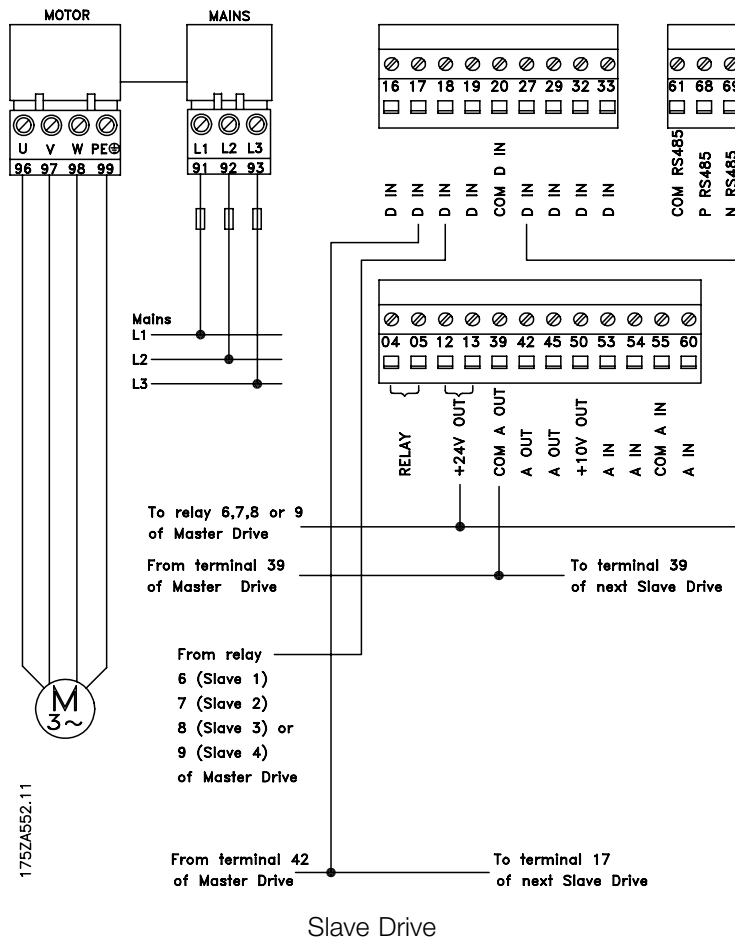 MOTOR
MAINS
16 17 18 19 20 27 29 32 33
61 68 69
U V W PE
L1 L2 L3
96 97 98 99
91 92 93
D IN
D IN
D IN
D IN
COM D IN
D IN
D IN
D IN
D IN
COM RS485
P RS485
N RS485
Mains
L1
L2
L3
04 05 12 13 39 42 45 50 53 54 55 60
RELAY
+24V OUT
COM A OUT
A OUT
A OUT
+10V OUT
A IN
A IN
COM A IN
A IN
To relay 6,7,8 or 9
of Master Drive
From terminal 39
of Master Drive
To terminal 39
of next Slave Drive
From relay
6 (Slave 1)
7 (Slave 2)
8 (Slave 3) or
9 (Slave 4)
of Master Drive
M
3~
175ZA552.11
From terminal 42
of Master Drive
To terminal 17
of next Slave Drive
Slave Drive